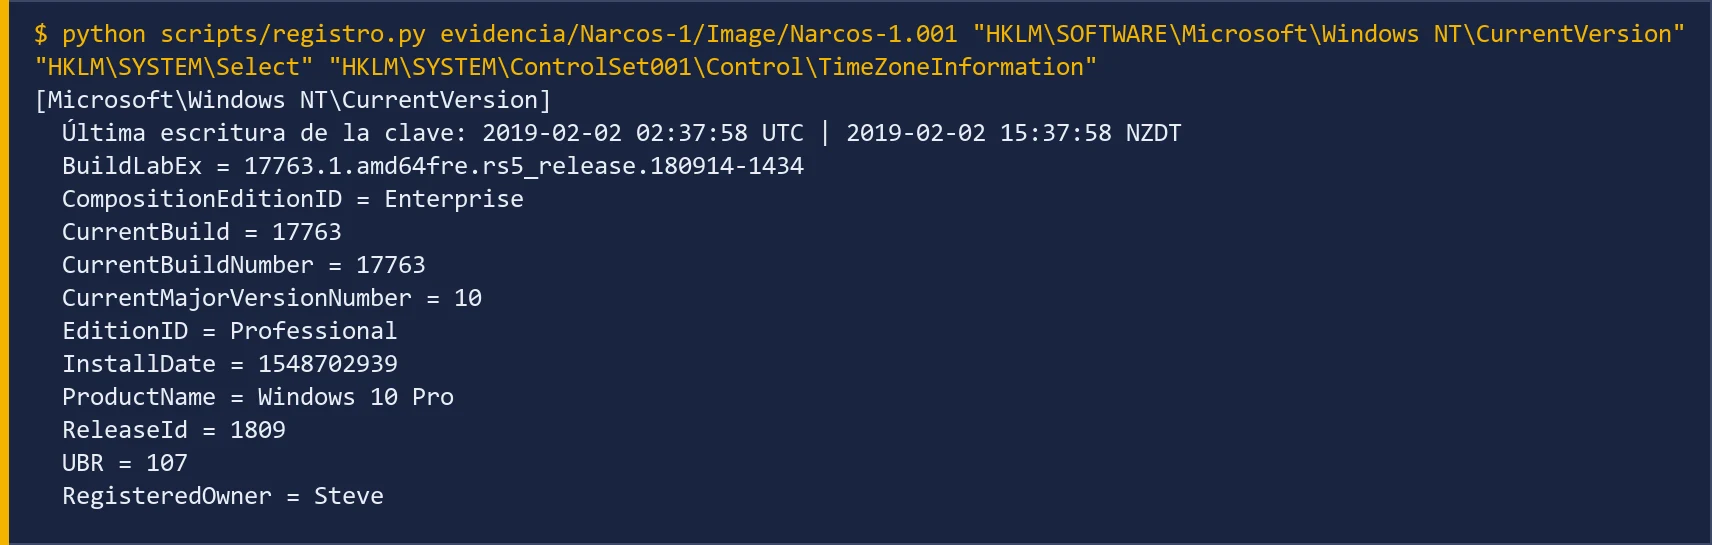 $ python scripts/registro.py evidencia/Narcos-1/Image/Narcos-1.001 "HKLM\SOFTWARE\Microsoft\Windows NT\CurrentVersion"
"HKLM\SYSTEM\Select" "HKLM\SYSTEM\ControlSet001\Control\TimeZoneInformation"
[Microsoft\Windows NT\CurrentVersion]
Última escritura de la clave: 2019-02-02 02:37:58 UTC | 2019-02-02 15:37:58 NZDT
BuildLabEx = 17763.1.amd64fre.rs5_release.180914-1434
CompositionEditionID = Enterprise
CurrentBuild = 17763
CurrentBuildNumber = 17763
CurrentMajorVersionNumber = 10
EditionID = Professional
InstallDate = 1548702939
ProductName = Windows 10 Pro
ReleaseId = 1809
UBR = 107
RegisteredOwner = Steve